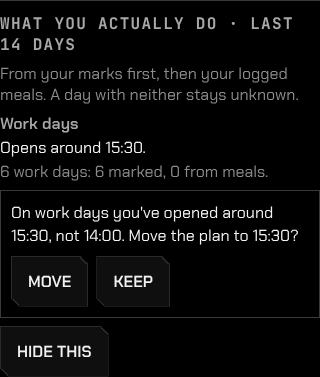 WHAT YOU ACTUALLY DO · LAST
14 DAYS
From your marks first, then your logged
meals. A day with neither stays unknown.
Work days
Opens around 15:30.
6 work days: 6 marked, 0 from meals.
On work days you've opened around
15:30, not 14:00. Move the plan to 15:30?
MOVE KEEP
HIDE THIS